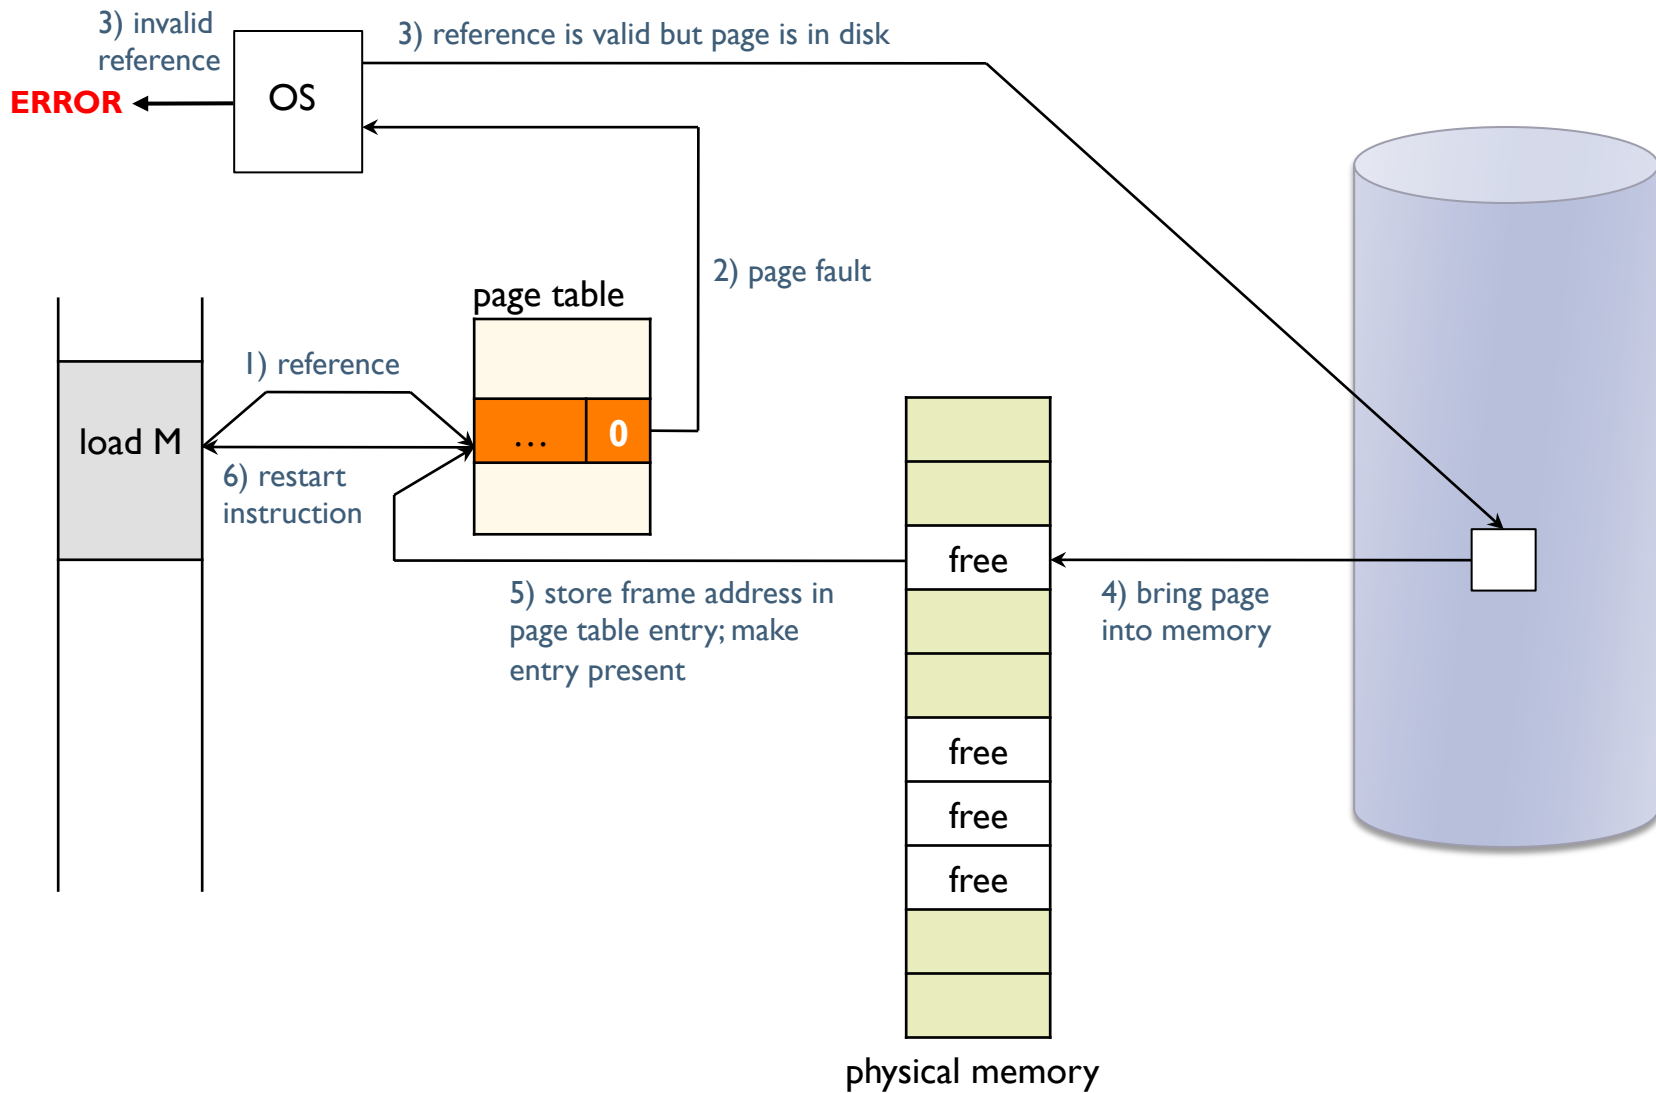 3) invalid
reference
3) reference is valid but page is in disk
OS
ERROR
2) page fault
page table
1) reference
… 0
load M
6) restart
instruction
free
5) store frame address in
page table entry; make
entry present
4) bring page
into memory
free
free
free
physical memory